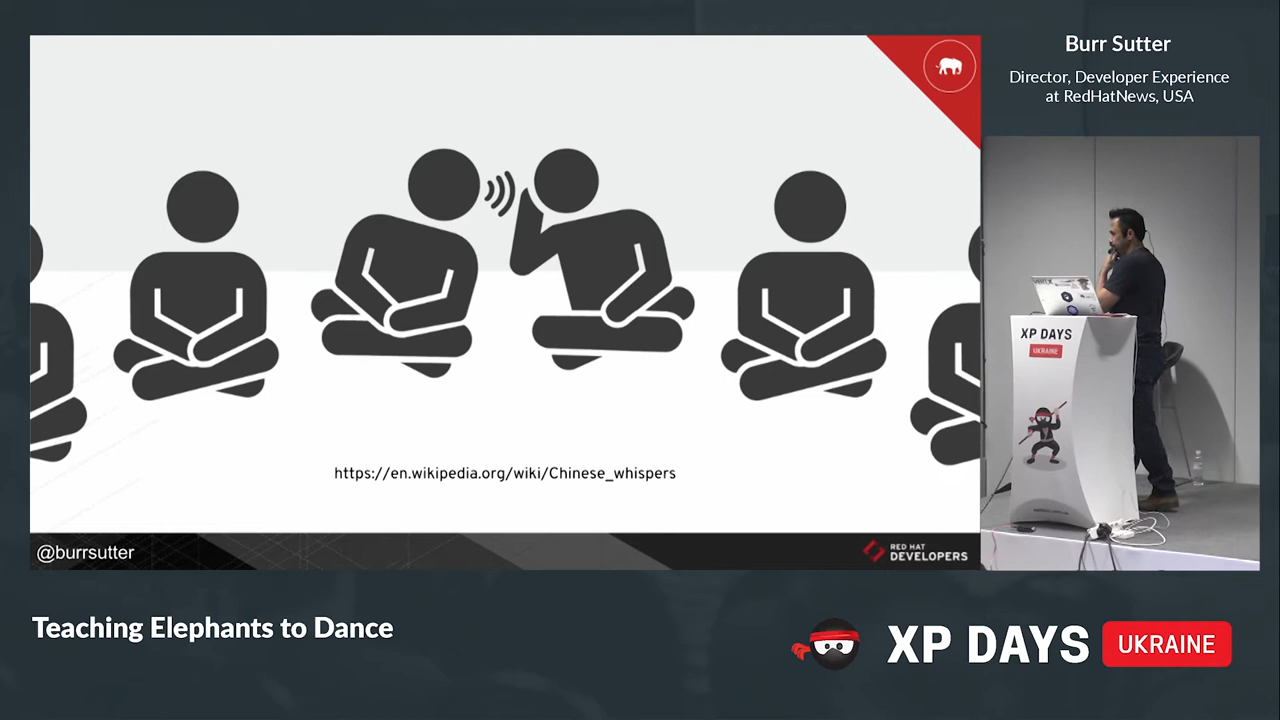 Burr Sutter
Director, Developer Experience
at RedHatNews, USA
https://en.wikipedia.org/wiki/Chinese_whispers
@burrsutter
RED HAT
DEVELOPERS
XP DAYS
UKRAINE
Teaching Elephants to Dance
XP DAYS
UKRAINE